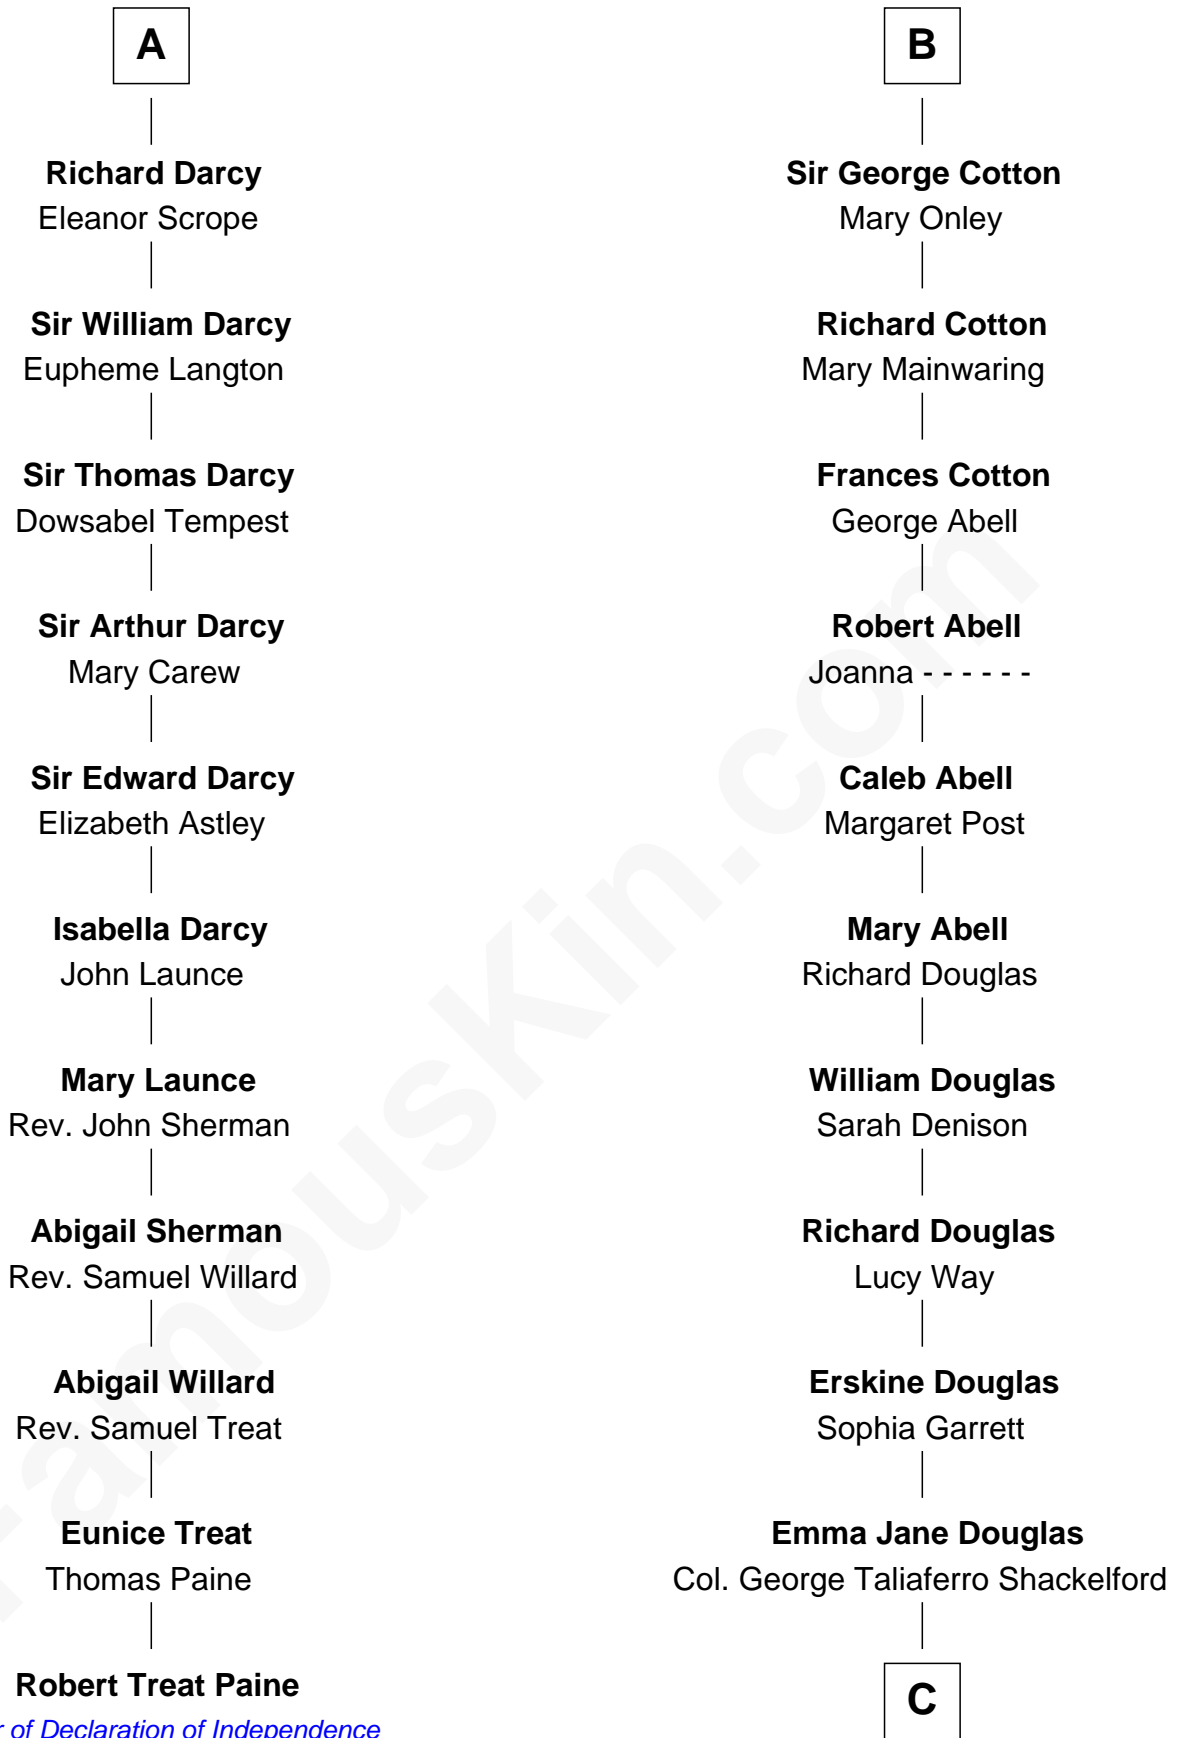 A
Richard Darcy
Eleanor Scrope
Sir William Darcy
Eupheme Langton
Sir Thomas Darcy
Dowsabel Tempest
Sir Arthur Darcy
Mary Carew
Sir Edward Darcy
Elizabeth Astley
Isabella Darcy
John Launce
Mary Launce
Rev. John Sherman
Abigail Sherman
Rev. Samuel Willard
Abigail Willard
Rev. Samuel Treat
Eunice Treat
Thomas Paine
Robert Treat Paine
of Declaration of Independence
B
Sir George Cotton
Mary Onley
Richard Cotton
Mary Mainwaring
Frances Cotton
George Abell
Robert Abell
Joanna - - - - - -
Caleb Abell
Margaret Post
Mary Abell
Richard Douglas
William Douglas
Sarah Denison
Richard Douglas
Lucy Way
Erskine Douglas
Sophia Garrett
Emma Jane Douglas
Col. George Taliaferro Shackelford
C
FamousKin.com